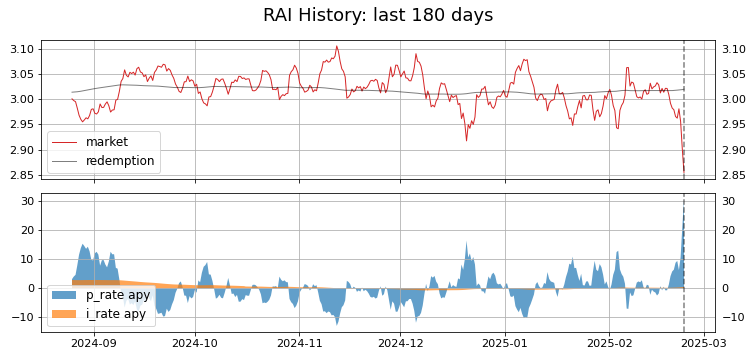 RAI History: last 180 days
3.10 3.10
3.05 3.05
3.00 3.00
2.95 2.95
2.90 2.90
2.85 2.85
market
redemption
30 30
20 20
10 10
0 0
−10 −10
p_rate apy
i_rate apy
2024-09 2024-10 2024-11 2024-12 2025-01 2025-02 2025-03